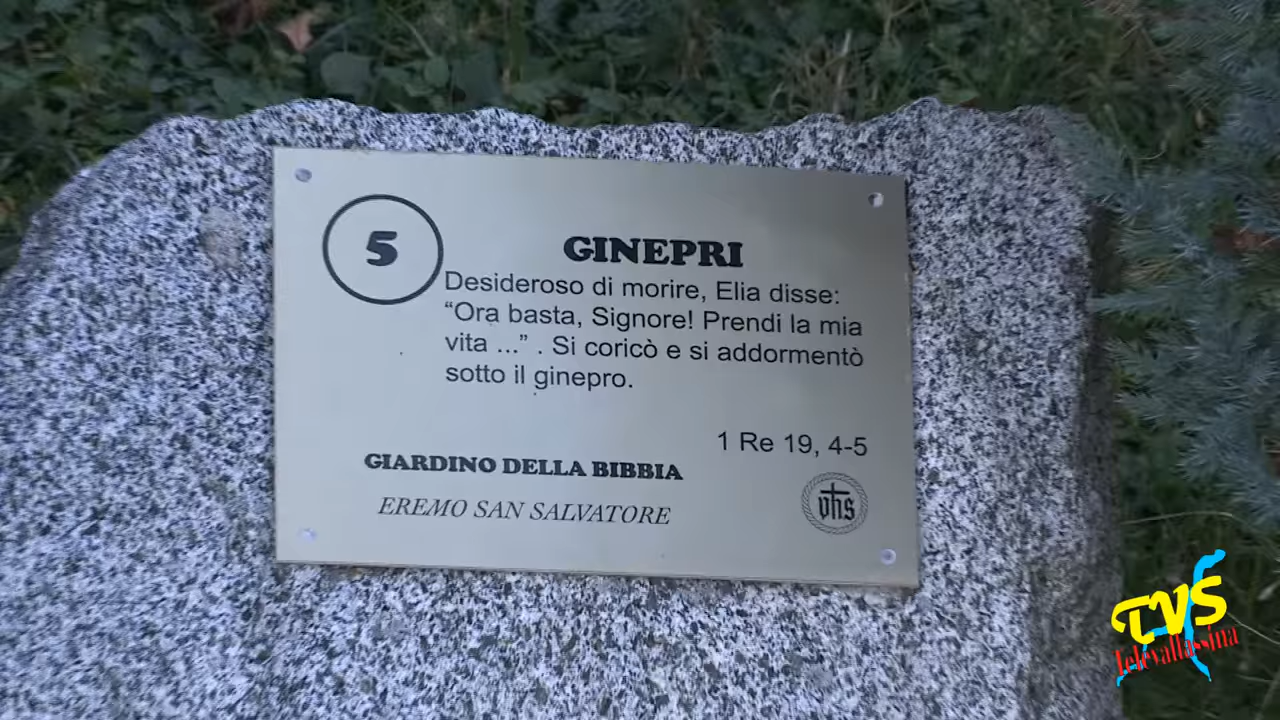 5
GINEPRI
Desideroso di morire, Elia disse:
“Ora basta, Signore! Prendi la mia
vita ...” . Si coricò e si addormentò
sotto il ginepro.
1 Re 19, 4-5
GIARDINO DELLA BIBBIA
EREMO SAN SALVATORE
yhs
TVS
Televallassina